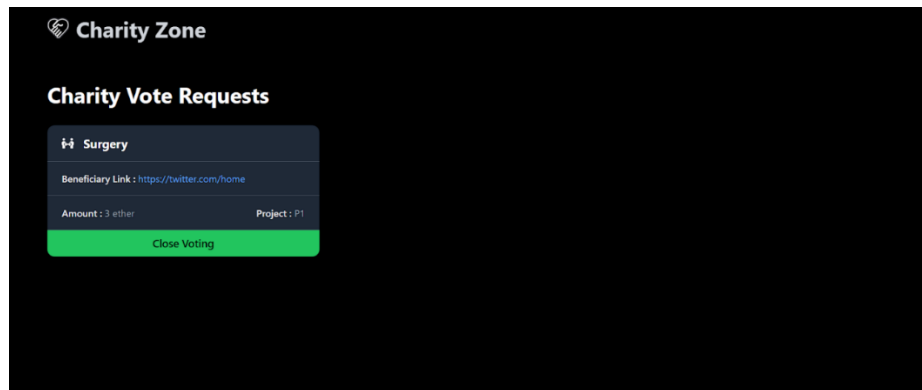 Charity Zone
Charity Vote Requests
Surgery
Beneficiary Link : https://twitter.com/home
Amount : 3 ether Project : P1
Close Voting